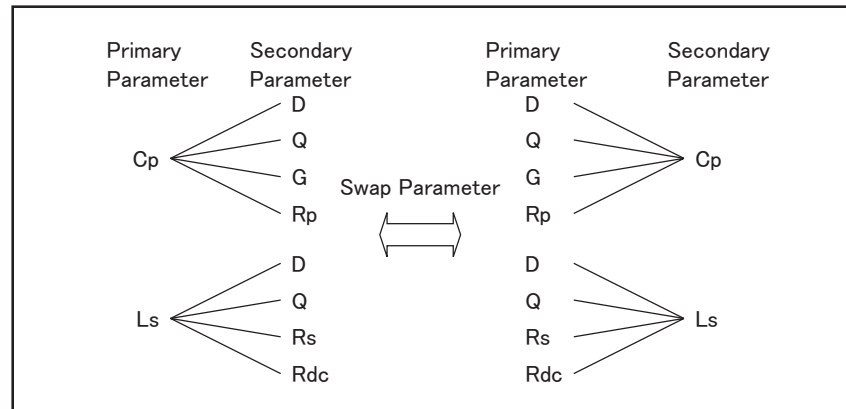 Primary Parameter
Secondary Parameter
Primary Parameter
Secondary Parameter
Cp
D
Q
G
Rp
Ls
D
Q
Rs
Rdc
Swap Parameter
D
Q
G
Rp
Cp
D
Q
Rs
Rdc
Ls